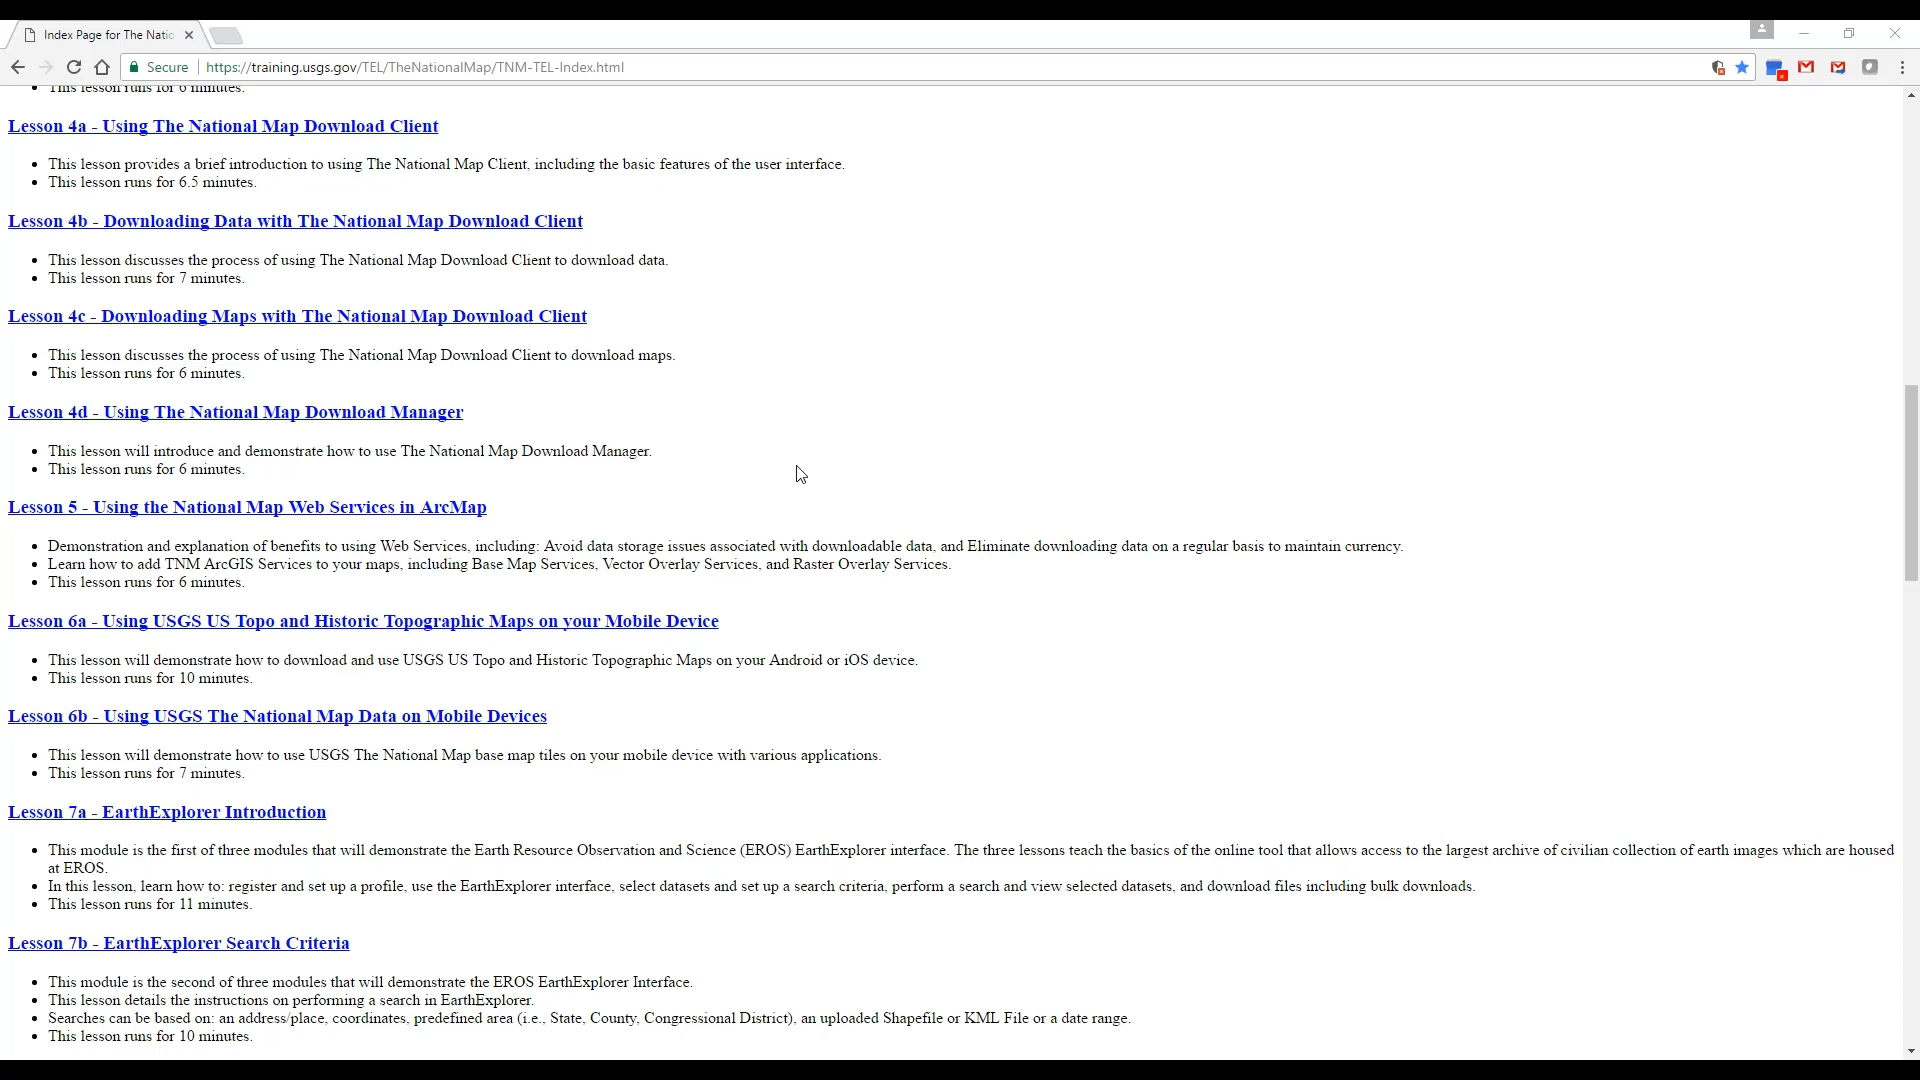 Index Page for The Natio
Secure https://training.usgs.gov/TEL/TheNationalMap/TNM-TEL-Index.html
This lesson runs for 6 minutes.
Lesson 4a - Using The National Map Download Client
This lesson provides a brief introduction to using The National Map Client, including the basic features of the user interface.
This lesson runs for 6.5 minutes.
Lesson 4b - Downloading Data with The National Map Download Client
This lesson discusses the process of using The National Map Download Client to download data.
This lesson runs for 7 minutes.
Lesson 4c - Downloading Maps with The National Map Download Client
This lesson discusses the process of using The National Map Download Client to download maps.
This lesson runs for 6 minutes.
Lesson 4d - Using The National Map Download Manager
This lesson will introduce and demonstrate how to use The National Map Download Manager.
This lesson runs for 6 minutes.
Lesson 5 - Using the National Map Web Services in ArcMap
Demonstration and explanation of benefits to using Web Services, including: Avoid data storage issues associated with downloadable data, and Eliminate downloading data on a regular basis to maintain currency.
Learn how to add TNM ArcGIS Services to your maps, including Base Map Services, Vector Overlay Services, and Raster Overlay Services.
This lesson runs for 6 minutes.
Lesson 6a - Using USGS US Topo and Historic Topographic Maps on your Mobile Device
This lesson will demonstrate how to download and use USGS US Topo and Historic Topographic Maps on your Android or iOS device.
This lesson runs for 10 minutes.
Lesson 6b - Using USGS The National Map Data on Mobile Devices
This lesson will demonstrate how to use USGS The National Map base map tiles on your mobile device with various applications.
This lesson runs for 7 minutes.
Lesson 7a - EarthExplorer Introduction
This module is the first of three modules that will demonstrate the Earth Resource Observation and Science (EROS) EarthExplorer interface. The three lessons teach the basics of the online tool that allows access to the largest archive of civilian collection of earth images which are housed
at EROS.
In this lesson, learn how to: register and set up a profile, use the EarthExplorer interface, select datasets and set up a search criteria, perform a search and view selected datasets, and download files including bulk downloads.
This lesson runs for 11 minutes.
Lesson 7b - EarthExplorer Search Criteria
This module is the second of three modules that will demonstrate the EROS EarthExplorer Interface.
This lesson details the instructions on performing a search in EarthExplorer.
Searches can be based on: an address/place, coordinates, predefined area (i.e., State, County, Congressional District), an uploaded Shapefile or KML File or a date range.
This lesson runs for 10 minutes.